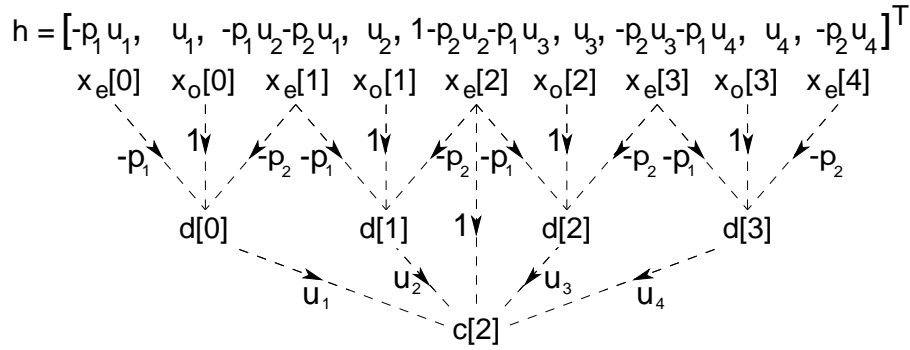 h = [-p₁u₁, u₁, -p₁u₂-p₂u₁, u₂, 1-p₂u₂-p₁u₃, u₃, -p₂u₃-p₁u₄, u₄, -p₂u₄]ᵀ
xₑ[0] xₒ[0] xₑ[1] xₒ[1] xₑ[2] xₒ[2] xₑ[3] xₒ[3] xₑ[4]
1 1 1 1
-p₁ -p₂ -p₁ -p₂ -p₁ -p₂ -p₁ -p₂
d[0] d[1] 1 d[2] d[3]
u₁ u₂ u₃ u₄
c[2]